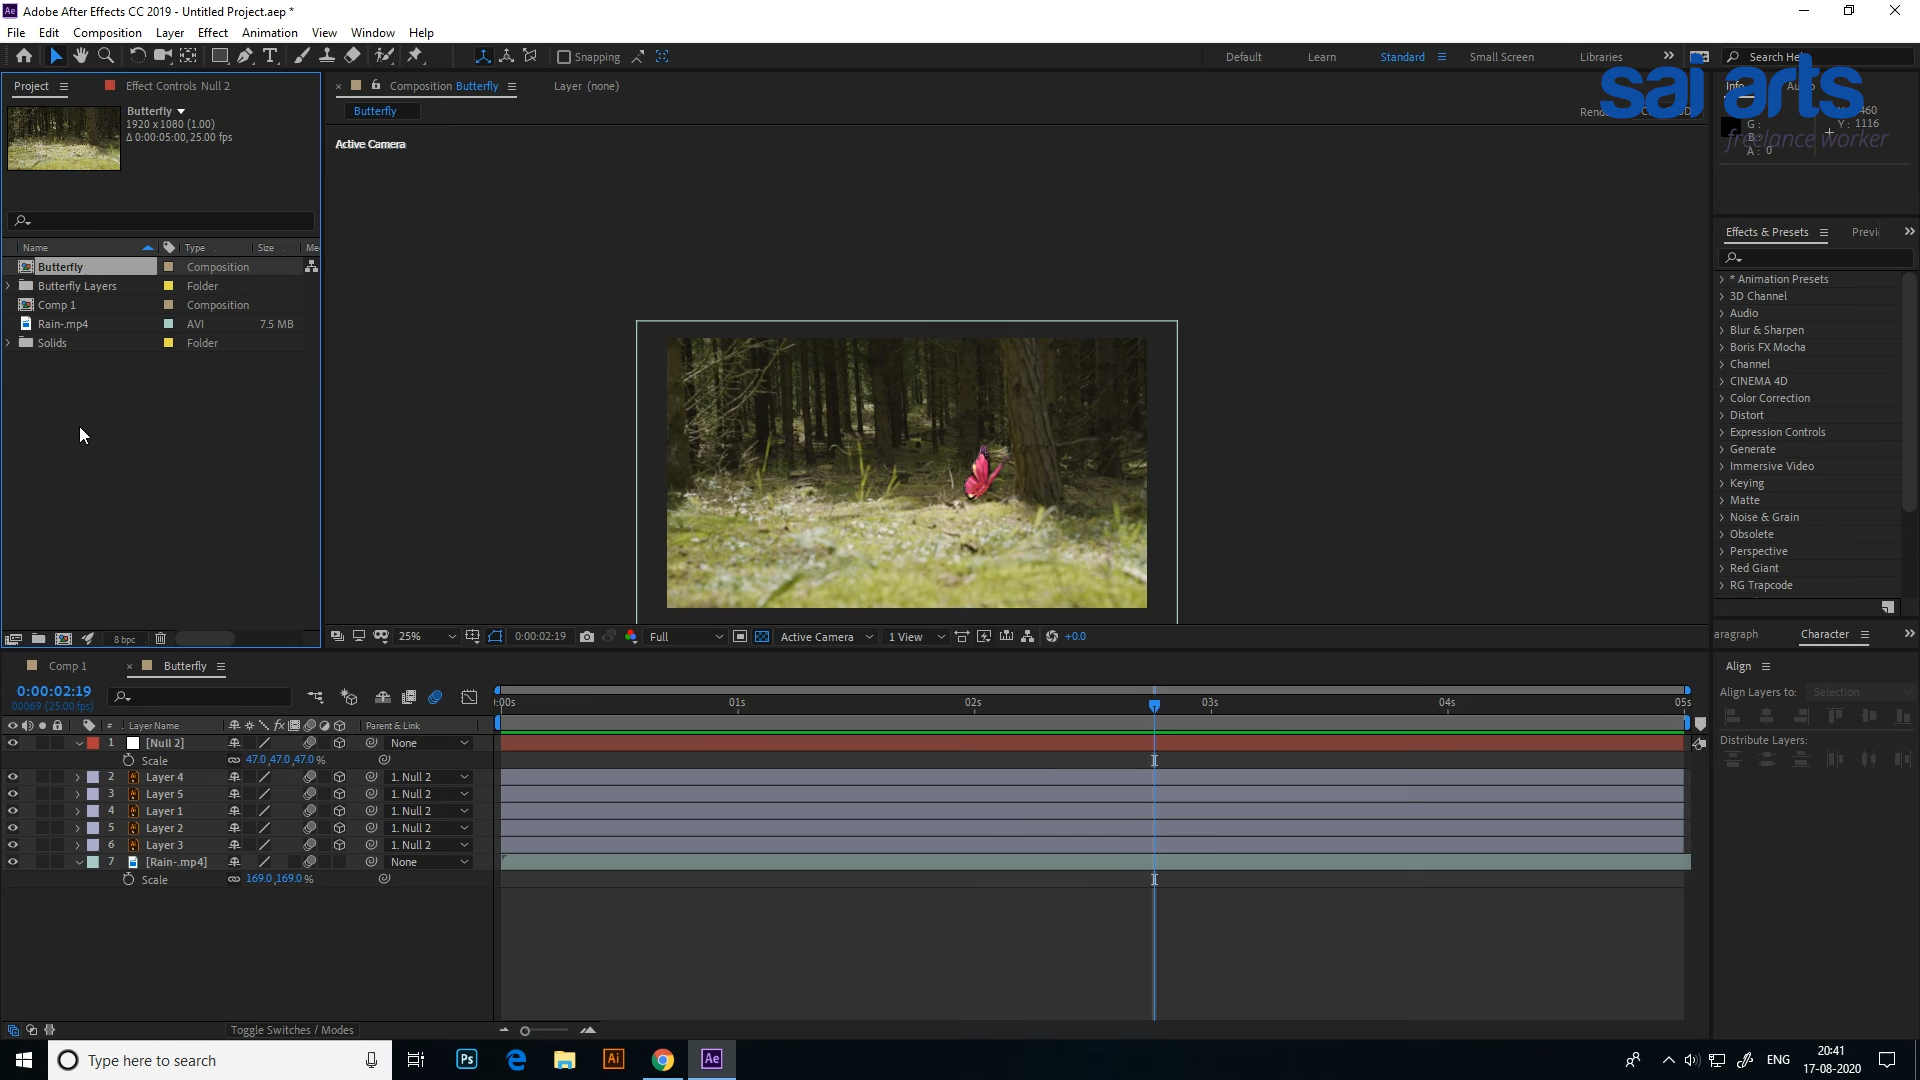 Adobe After Effects CC 2019 - Untitled Project.aep *
File Edit Composition Layer Effect Animation View Window Help
Snapping
Default Learn Standard Small Screen Libraries
sai arts
freelance worker
Project
Effect Controls Null 2
Composition Butterfly
Layer (none)
Butterfly
1920 x 1080 (1.00)
Δ 0:00:05:00, 25.00 fps
Butterfly
Active Camera
G:
B:
A: 0
Y: 1116
Name Type Size
Butterfly Composition
Butterfly Layers Folder
Comp 1 Composition
Rain-.mp4 AVI 7.5 MB
Solids Folder
8 bpc
25% 0:00:02:19 Full Active Camera 1 View +0.0
Effects & Presets
* Animation Presets
3D Channel
Audio
Blur & Sharpen
Boris FX Mocha
Channel
CINEMA 4D
Color Correction
Distort
Expression Controls
Generate
Immersive Video
Keying
Matte
Noise & Grain
Obsolete
Perspective
Red Giant
RG Trapcode
aragraph Character
Align
Align Layers to: Selection
Distribute Layers:
Comp 1 Butterfly
0:00:02:19
00069 (25.00 fps)
:00s 01s 02s 03s 04s 05s
# Layer Name fx Parent & Link
1 [Null 2] None
Scale 47.0,47.0,47.0 %
2 Layer 4 1. Null 2
3 Layer 5 1. Null 2
4 Layer 1 1. Null 2
5 Layer 2 1. Null 2
6 Layer 3 1. Null 2
7 [Rain-.mp4] None
Scale 169.0,169.0 %
Toggle Switches / Modes
Type here to search
Ps Ai Ae
ENG
20:41
17-08-2020